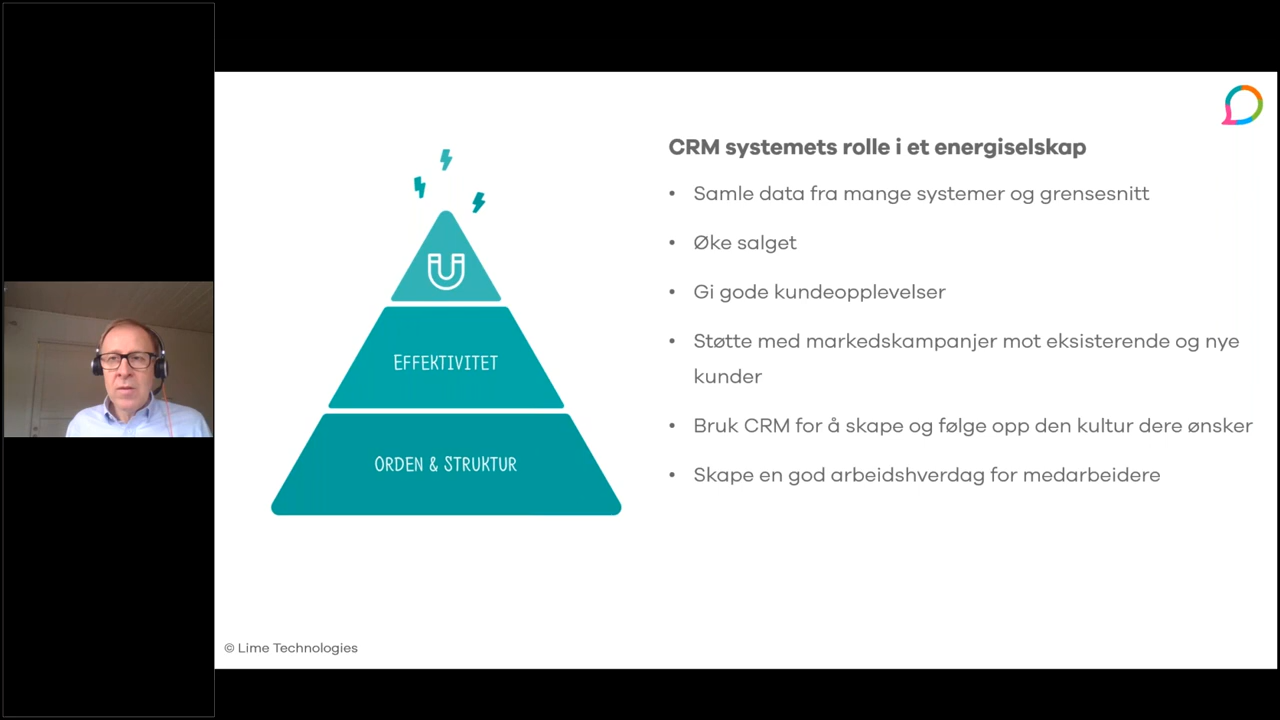 CRM systemets rolle i et energiselskap
• Samle data fra mange systemer og grensesnitt
• Øke salget
• Gi gode kundeopplevelser
• Støtte med markedskampanjer mot eksisterende og nye
kunder
• Bruk CRM for å skape og følge opp den kultur dere ønsker
• Skape en god arbeidshverdag for medarbeidere
EFFEKTIVITET
ORDEN & STRUKTUR
© Lime Technologies